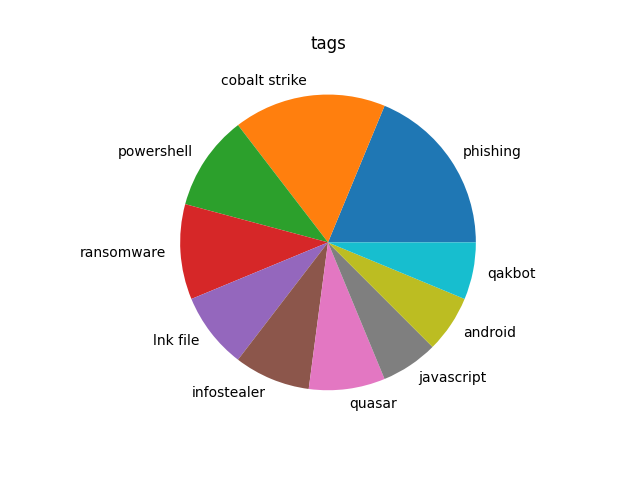 tags
cobalt strike
phishing
powershell
ransomware
qakbot
lnk file
android
infostealer
javascript
quasar